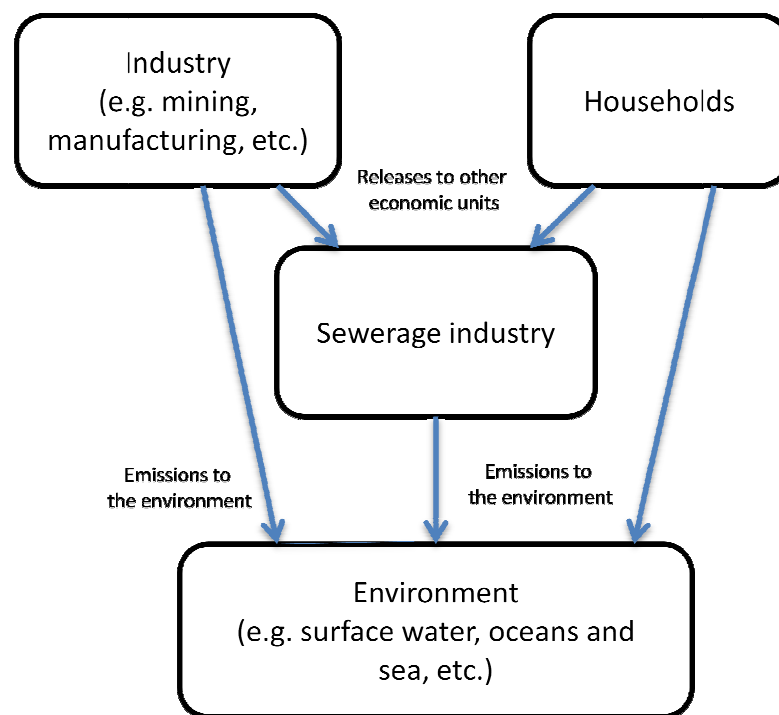 Industry
(e.g. mining,
manufacturing, etc.)
Households
Releases to other
economic units
Sewerage industry
Emissions to
the environment
Emissions to
the environment
Environment
(e.g. surface water, oceans and
sea, etc.)